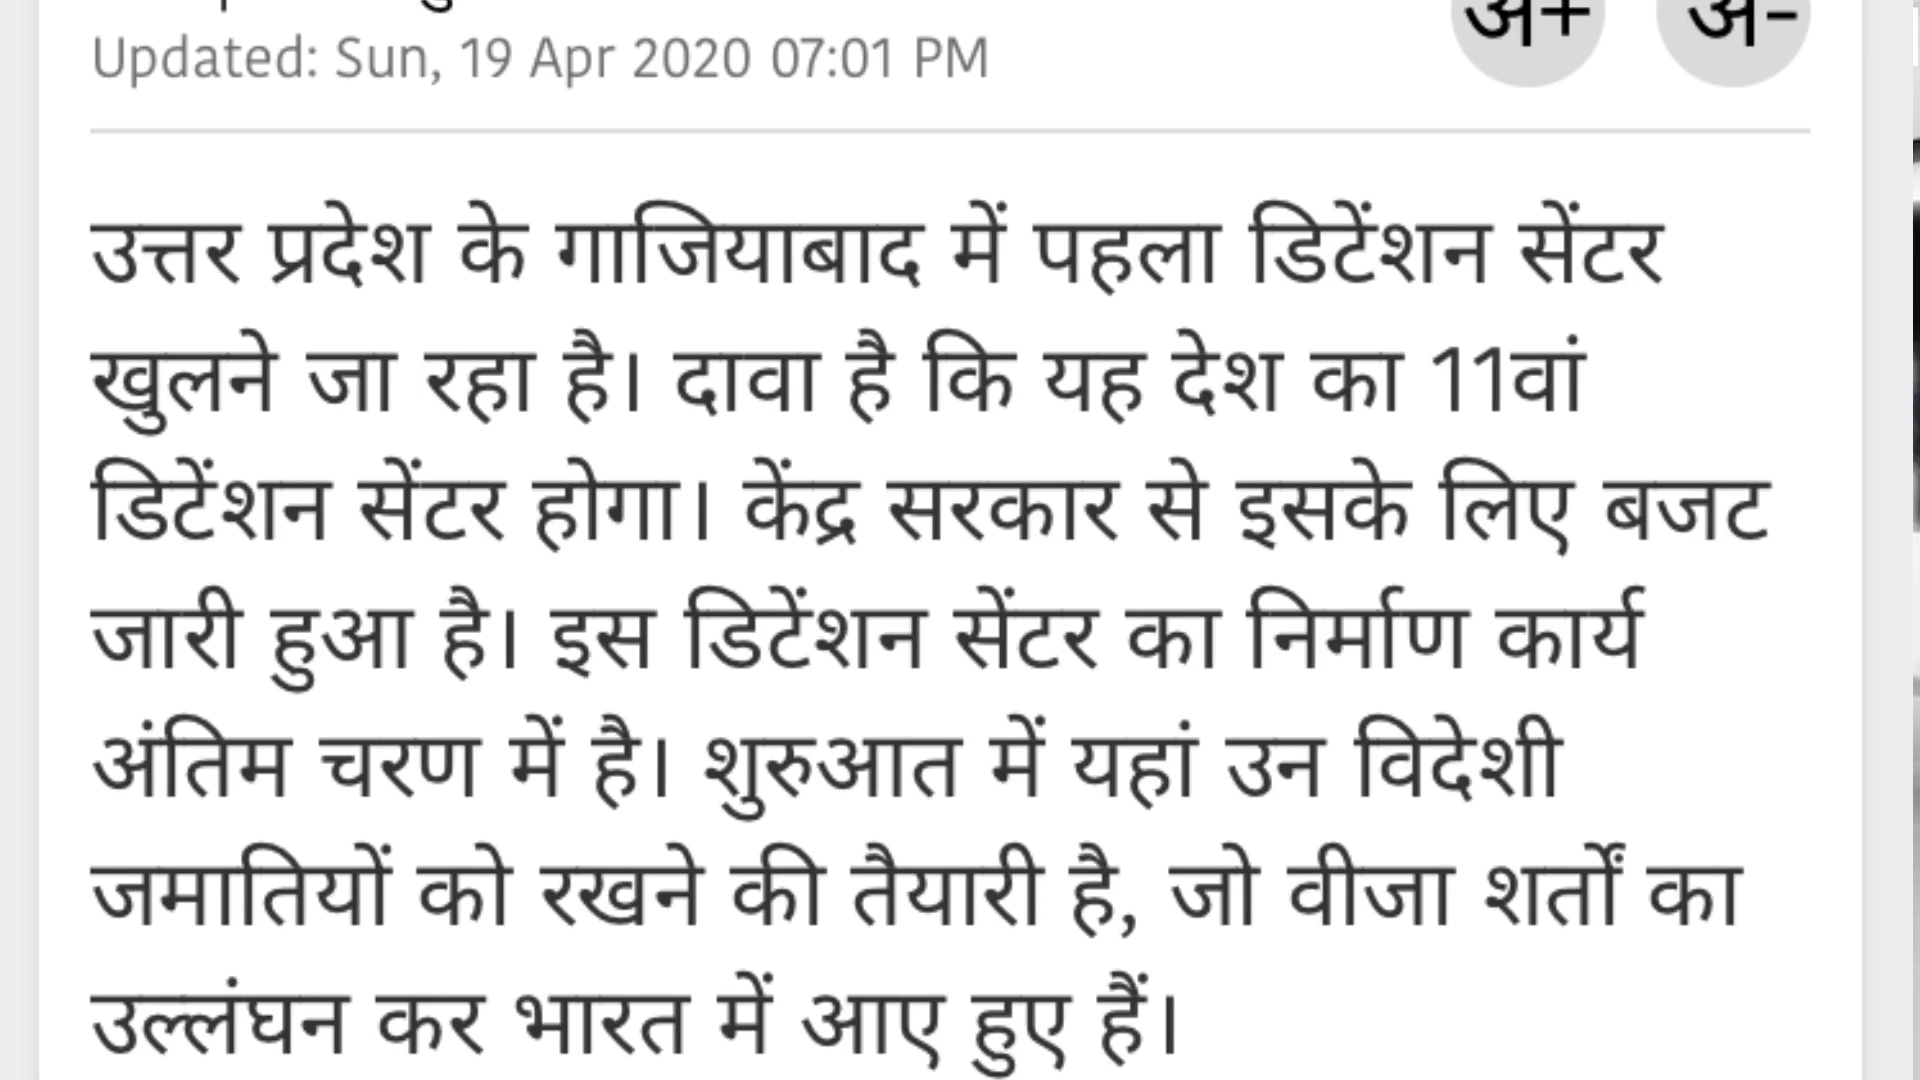 Updated: Sun, 19 Apr 2020 07:01 PM
अ+ अ-
उत्तर प्रदेश के गाजियाबाद में पहला डिटेंशन सेंटर
खुलने जा रहा है। दावा है कि यह देश का 11वां
डिटेंशन सेंटर होगा। केंद्र सरकार से इसके लिए बजट
जारी हुआ है। इस डिटेंशन सेंटर का निर्माण कार्य
अंतिम चरण में है। शुरुआत में यहां उन विदेशी
जमातियों को रखने की तैयारी है, जो वीजा शर्तों का
उल्लंघन कर भारत में आए हुए हैं।